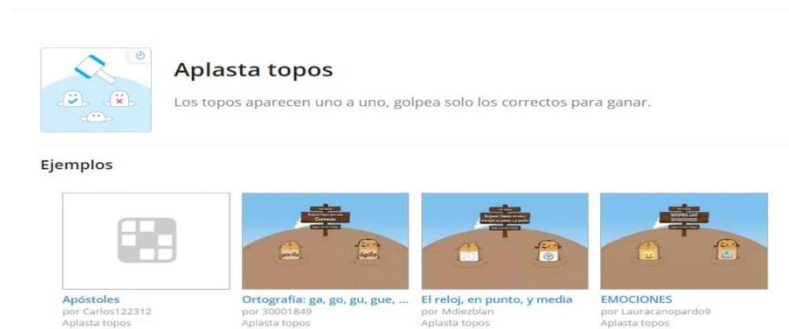 Aplasta topos
Los topos aparecen uno a uno, golpea solo los correctos para ganar.
Ejemplos
Apóstoles
por Carlos122312
Aplasta topos
Ortografía: ga, go, gu, gue, ...
por 30001849
Aplasta topos
El reloj, en punto, y media
por Mdiezblan
Aplasta topos
EMOCIONES
por Lauracanopardo9
Aplasta topos